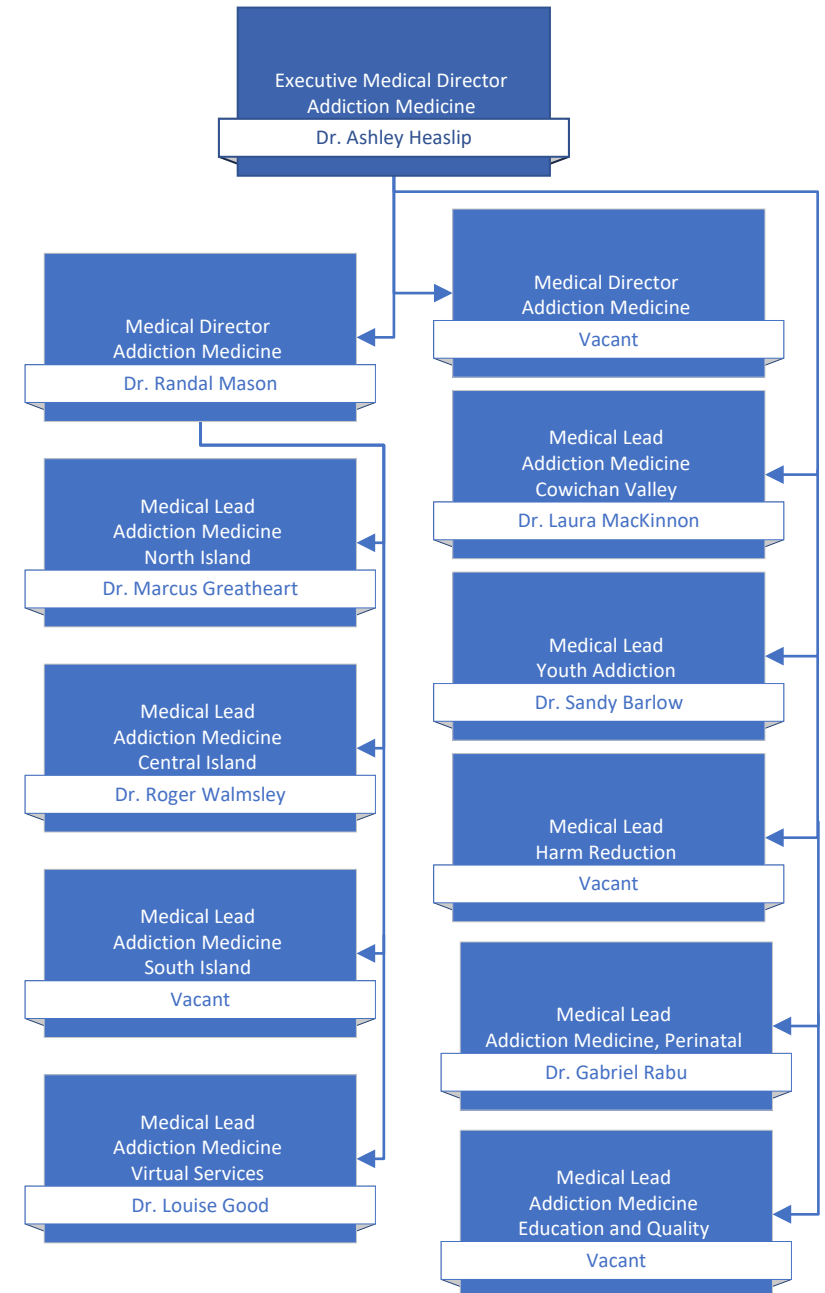 Executive Medical Director
Addiction Medicine
Dr. Ashley Heaslip
Medical Director
Addiction Medicine
Dr. Randal Mason
Medical Lead
Addiction Medicine
North Island
Dr. Marcus Greatheart
Medical Lead
Addiction Medicine
Central Island
Dr. Roger Walmsley
Medical Lead
Addiction Medicine
South Island
Vacant
Medical Lead
Addiction Medicine
Virtual Services
Dr. Louise Good
Medical Director
Addiction Medicine
Vacant
Medical Lead
Addiction Medicine
Cowichan Valley
Dr. Laura MacKinnon
Medical Lead
Youth Addiction
Dr. Sandy Barlow
Medical Lead
Harm Reduction
Vacant
Medical Lead
Addiction Medicine, Perinatal
Dr. Gabriel Rabu
Medical Lead
Addiction Medicine
Education and Quality
Vacant